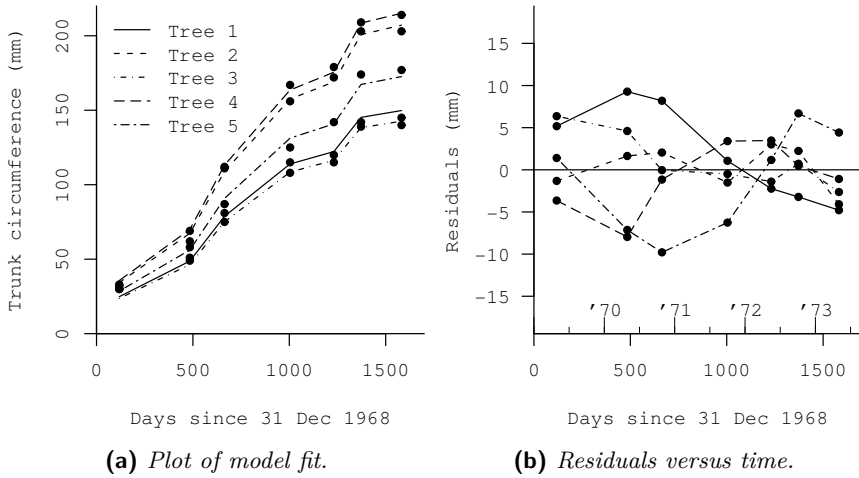 Trunk circumference (mm)
0 50 100 150 200
Tree 1
Tree 2
Tree 3
Tree 4
Tree 5
0 500 1000 1500
Days since 31 Dec 1968
(a) Plot of model fit.
Residuals (mm)
15
10
5
0
−5
−10
−15
'70 '71 '72 '73
0 500 1000 1500
Days since 31 Dec 1968
(b) Residuals versus time.